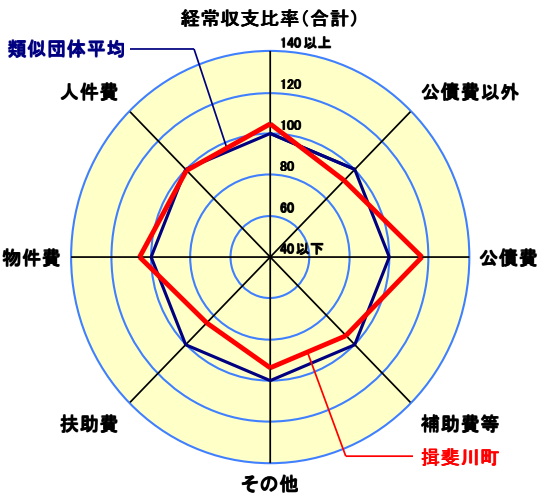 経常収支比率(合計)
140以上
類似団体平均
120
人件費
公債費以外
100
80
60
40以下
物件費
公債費
扶助費
補助費等
揖斐川町
その他